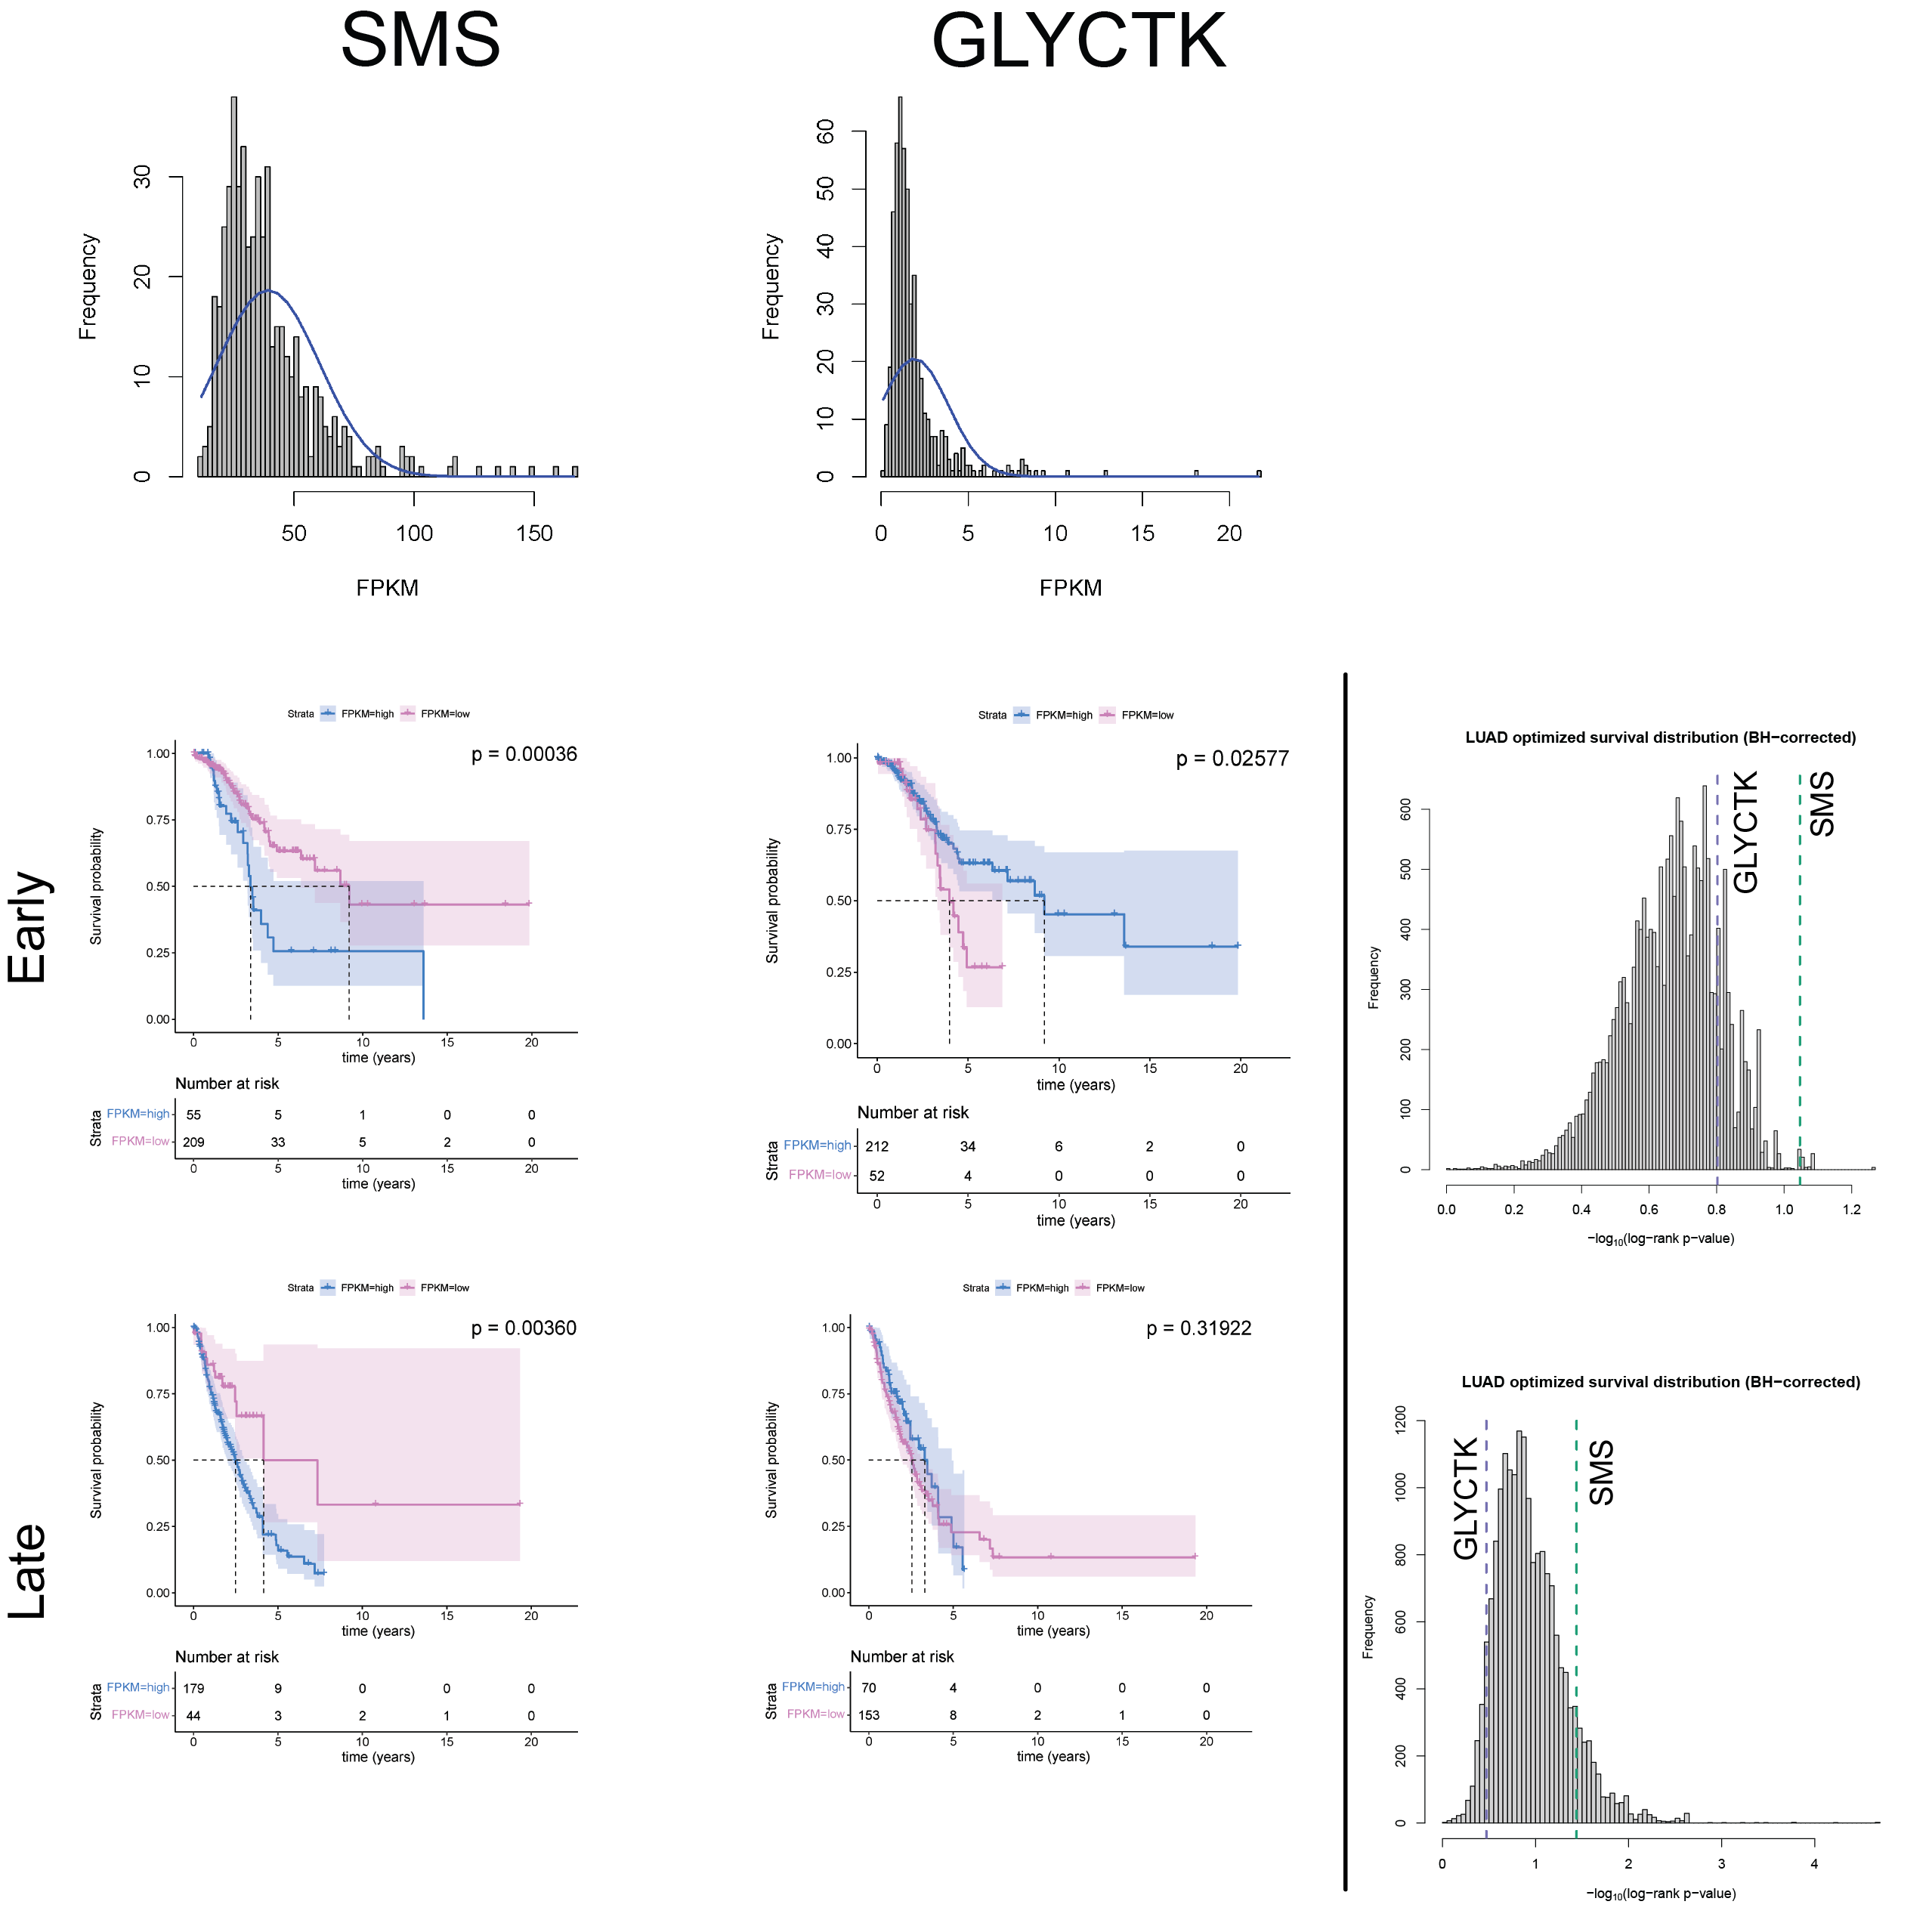 SMS
GLYCTK
Frequency
0 10 20 30
50 100 150
FPKM
Frequency
0 10 20 30 40 50 60
0 5 10 15 20
FPKM
Early
Strata FPKM=high FPKM=low
p = 0.00036
Survival probability
1.00
0.75
0.50
0.25
0.00
0 5 10 15 20
time (years)
Number at risk
Strata
FPKM=high 55 5 1 0 0
FPKM=low 209 33 5 2 0
0 5 10 15 20
time (years)
Strata FPKM=high FPKM=low
p = 0.02577
Survival probability
1.00
0.75
0.50
0.25
0.00
0 5 10 15 20
time (years)
Number at risk
Strata
FPKM=high 212 34 6 2 0
FPKM=low 52 4 0 0 0
0 5 10 15 20
time (years)
LUAD optimized survival distribution (BH−corrected)
GLYCTK
SMS
Frequency
0 100 200 300 400 500 600
0.0 0.2 0.4 0.6 0.8 1.0 1.2
−log₁₀(log−rank p−value)
Late
Strata FPKM=high FPKM=low
p = 0.00360
Survival probability
1.00
0.75
0.50
0.25
0.00
0 5 10 15 20
time (years)
Number at risk
Strata
FPKM=high 179 9 0 0 0
FPKM=low 44 3 2 1 0
0 5 10 15 20
time (years)
Strata FPKM=high FPKM=low
p = 0.31922
Survival probability
1.00
0.75
0.50
0.25
0.00
0 5 10 15 20
time (years)
Number at risk
Strata
FPKM=high 70 4 0 0 0
FPKM=low 153 8 2 1 0
0 5 10 15 20
time (years)
LUAD optimized survival distribution (BH−corrected)
GLYCTK
SMS
Frequency
0 200 400 600 800 1000 1200
0 1 2 3 4
−log₁₀(log−rank p−value)